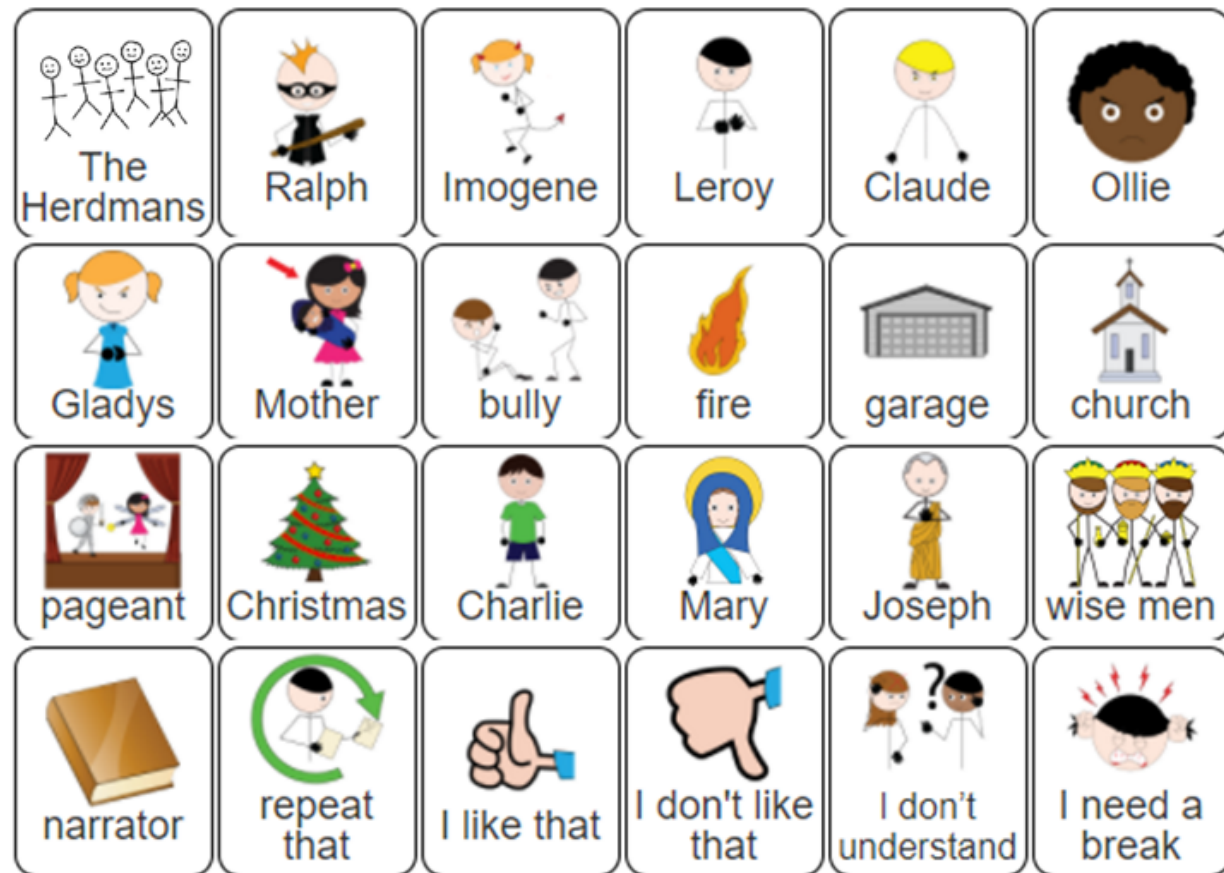 The
Herdmans
Ralph
Imogene
Leroy
Claude
Ollie
Gladys
Mother
bully
fire
garage
church
pageant
Christmas
Charlie
Mary
Joseph
wise men
narrator
repeat
that
I like that
I don't like
that
?
I don’t
understand
I need a
break